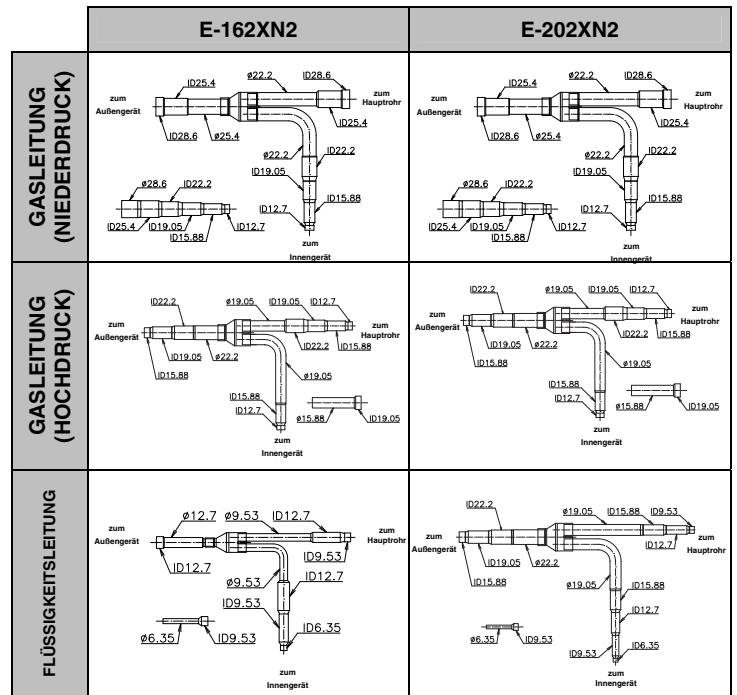 E-162XN2
E-202XN2
GASLEITUNG
(NIEDERDRUCK)
ID25.4
ø22.2
ID28.6
zum
Außengerät
zum
Hauptrohr
ID28.6
ø25.4
ID25.4
ø22.2
ID22.2
ID19.05
ø28.6
ID22.2
ID15.88
ID12.7
ID25.4
ID19.05
ID12.7
ID15.88
zum
Innengerät
ID25.4
ø22.2
ID28.6
zum
Außengerät
zum
Hauptrohr
ID28.6
ø25.4
ID25.4
ø22.2
ID22.2
ID19.05
ø28.6
ID22.2
ID15.88
ID12.7
ID25.4
ID19.05
ID12.7
ID15.88
zum
Innengerät
GASLEITUNG
(HOCHDRUCK)
ID22.2
ø19.05
ID19.05
ID12.7
zum
Außengerät
zum
Hauptrohr
ID19.05
ø22.2
ID22.2
ID15.88
ID15.88
ø19.05
ID15.88
ID12.7
ø15.88
ID19.05
zum
Innengerät
ID22.2
ø19.05
ID19.05
ID12.7
zum
Außengerät
zum
Hauptrohr
ID19.05
ø22.2
ID22.2
ID15.88
ID15.88
ø19.05
ID15.88
ID12.7
ø15.88
ID19.05
zum
Innengerät
FLÜSSIGKEITSLEITUNG
ø12.7
ø9.53
ID12.7
zum
Außengerät
zum
Hauptrohr
ID12.7
ID9.53
ø9.53
ID12.7
ID9.53
ID6.35
ø6.35
ID9.53
zum
Innengerät
ID22.2
ø19.05
ID15.88
ID9.53
zum
Außengerät
zum
Hauptrohr
ID19.05
ø22.2
ID12.7
ID15.88
ø19.05
ID15.88
ID12.7
ø6.35
ID9.53
ID9.53
ID6.35
zum
Innengerät